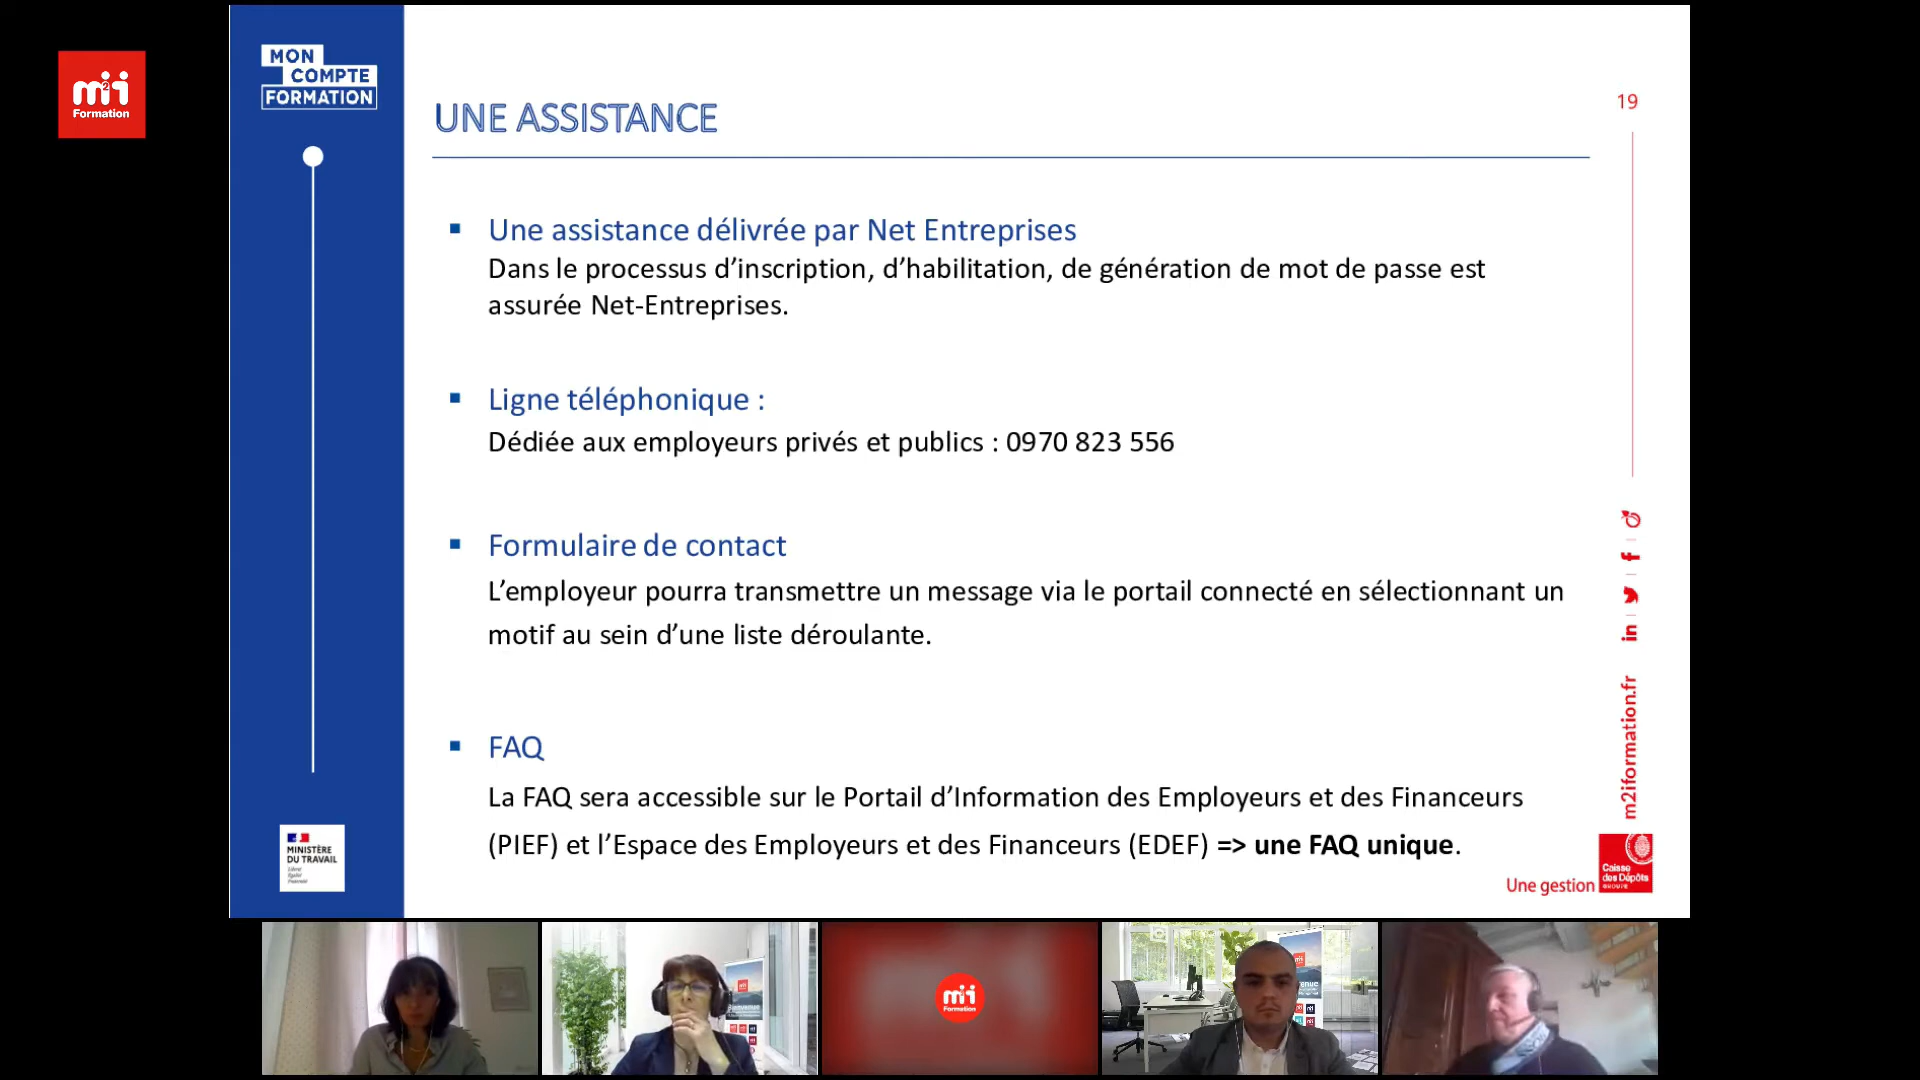 m2i
Formation
MON
COMPTE
FORMATION
UNE ASSISTANCE
19
Une assistance délivrée par Net Entreprises
Dans le processus d’inscription, d’habilitation, de génération de mot de passe est
assurée Net-Entreprises.
Ligne téléphonique :
Dédiée aux employeurs privés et publics : 0970 823 556
Formulaire de contact
L’employeur pourra transmettre un message via le portail connecté en sélectionnant un
motif au sein d’une liste déroulante.
FAQ
La FAQ sera accessible sur le Portail d’Information des Employeurs et des Financeurs
(PIEF) et l’Espace des Employeurs et des Financeurs (EDEF) => une FAQ unique.
m2iformation.fr
MINISTÈRE
DU TRAVAIL
Liberté
Égalité
Fraternité
Une gestion
Caisse
des Dépôts
GROUPE
m2i
Formation